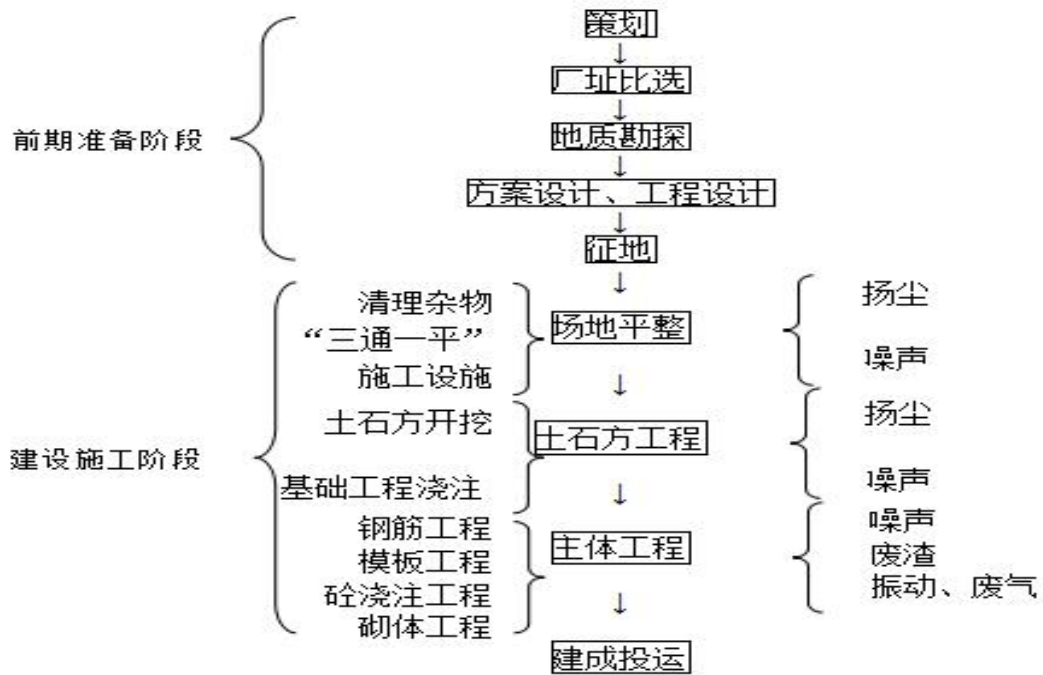 策划
↓
厂址比选
↓
地质勘探
前期准备阶段
↓
方案设计、工程设计
↓
征地
↓
清理杂物
“三通一平”
施工设施
场地平整
扬尘
噪声
↓
土石方开挖
基础工程浇注
土石方工程
扬尘
噪声
建设施工阶段
↓
钢筋工程
模板工程
砼浇注工程
砌体工程
主体工程
噪声
废渣
振动、废气
↓
建成投运